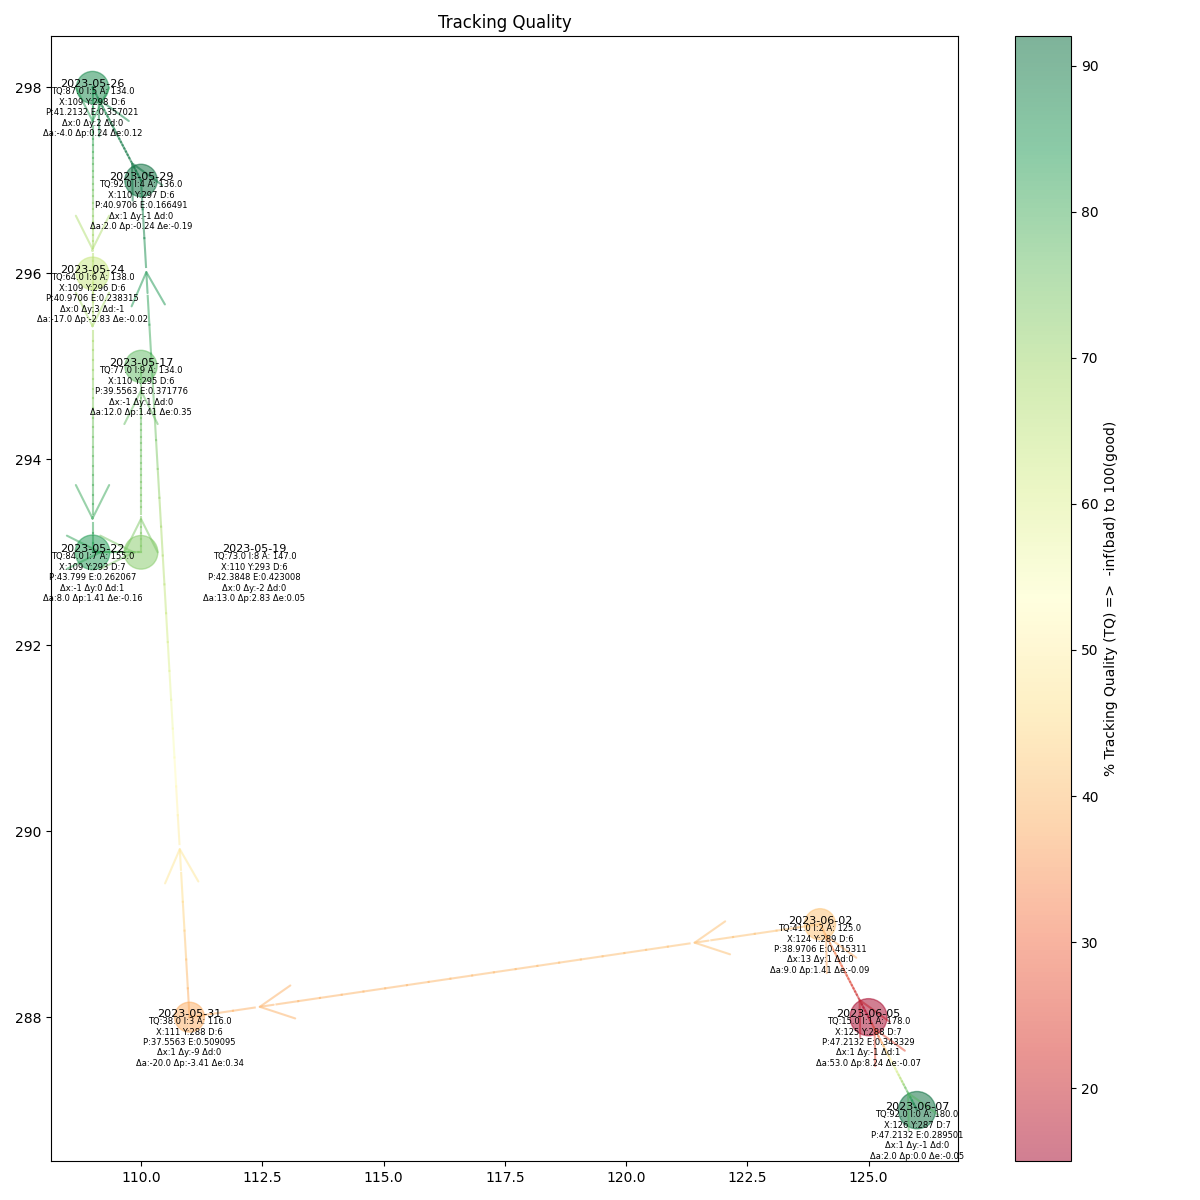 Tracking Quality
298
296
294
292
290
288
2023-05-26
TQ:87.0 I:5 A: 134.0
X:109 Y:298 D:6
P:41.2132 E:0.357021
Δx:0 Δy:2 Δd:0
Δa:-4.0 Δp:0.24 Δe:0.12
2023-05-29
TQ:92.0 I:4 A: 136.0
X:110 Y:297 D:6
P:40.9706 E:0.166491
Δx:1 Δy:-1 Δd:0
Δa:2.0 Δp:-0.24 Δe:-0.19
2023-05-24
TQ:64.0 I:6 A: 138.0
X:109 Y:296 D:6
P:40.9706 E:0.238315
Δx:0 Δy:3 Δd:-1
Δa:-17.0 Δp:-2.83 Δe:-0.02
2023-05-17
TQ:77.0 I:9 A: 134.0
X:110 Y:295 D:6
P:39.5563 E:0.371776
Δx:-1 Δy:1 Δd:0
Δa:12.0 Δp:1.41 Δe:0.35
2023-05-22
TQ:84.0 I:7 A: 155.0
X:109 Y:293 D:7
P:43.799 E:0.262067
Δx:-1 Δy:0 Δd:1
Δa:8.0 Δp:1.41 Δe:-0.16
2023-05-19
TQ:73.0 I:8 A: 147.0
X:110 Y:293 D:6
P:42.3848 E:0.423008
Δx:0 Δy:-2 Δd:0
Δa:13.0 Δp:2.83 Δe:0.05
2023-06-02
TQ:41.0 I:2 A: 125.0
X:124 Y:289 D:6
P:38.9706 E:0.415311
Δx:13 Δy:1 Δd:0
Δa:9.0 Δp:1.41 Δe:-0.09
2023-05-31
TQ:38.0 I:3 A: 116.0
X:111 Y:288 D:6
P:37.5563 E:0.509095
Δx:1 Δy:-9 Δd:0
Δa:-20.0 Δp:-3.41 Δe:0.34
2023-06-05
TQ:15.0 I:1 A: 178.0
X:125 Y:288 D:7
P:47.2132 E:0.343329
Δx:1 Δy:-1 Δd:1
Δa:53.0 Δp:8.24 Δe:-0.07
2023-06-07
TQ:92.0 I:0 A: 180.0
X:126 Y:287 D:7
P:47.2132 E:0.289501
Δx:1 Δy:-1 Δd:0
Δa:2.0 Δp:0.0 Δe:-0.05
110.0 112.5 115.0 117.5 120.0 122.5 125.0
90
80
70
60
50
40
30
20
% Tracking Quality (TQ) => -inf(bad) to 100(good)